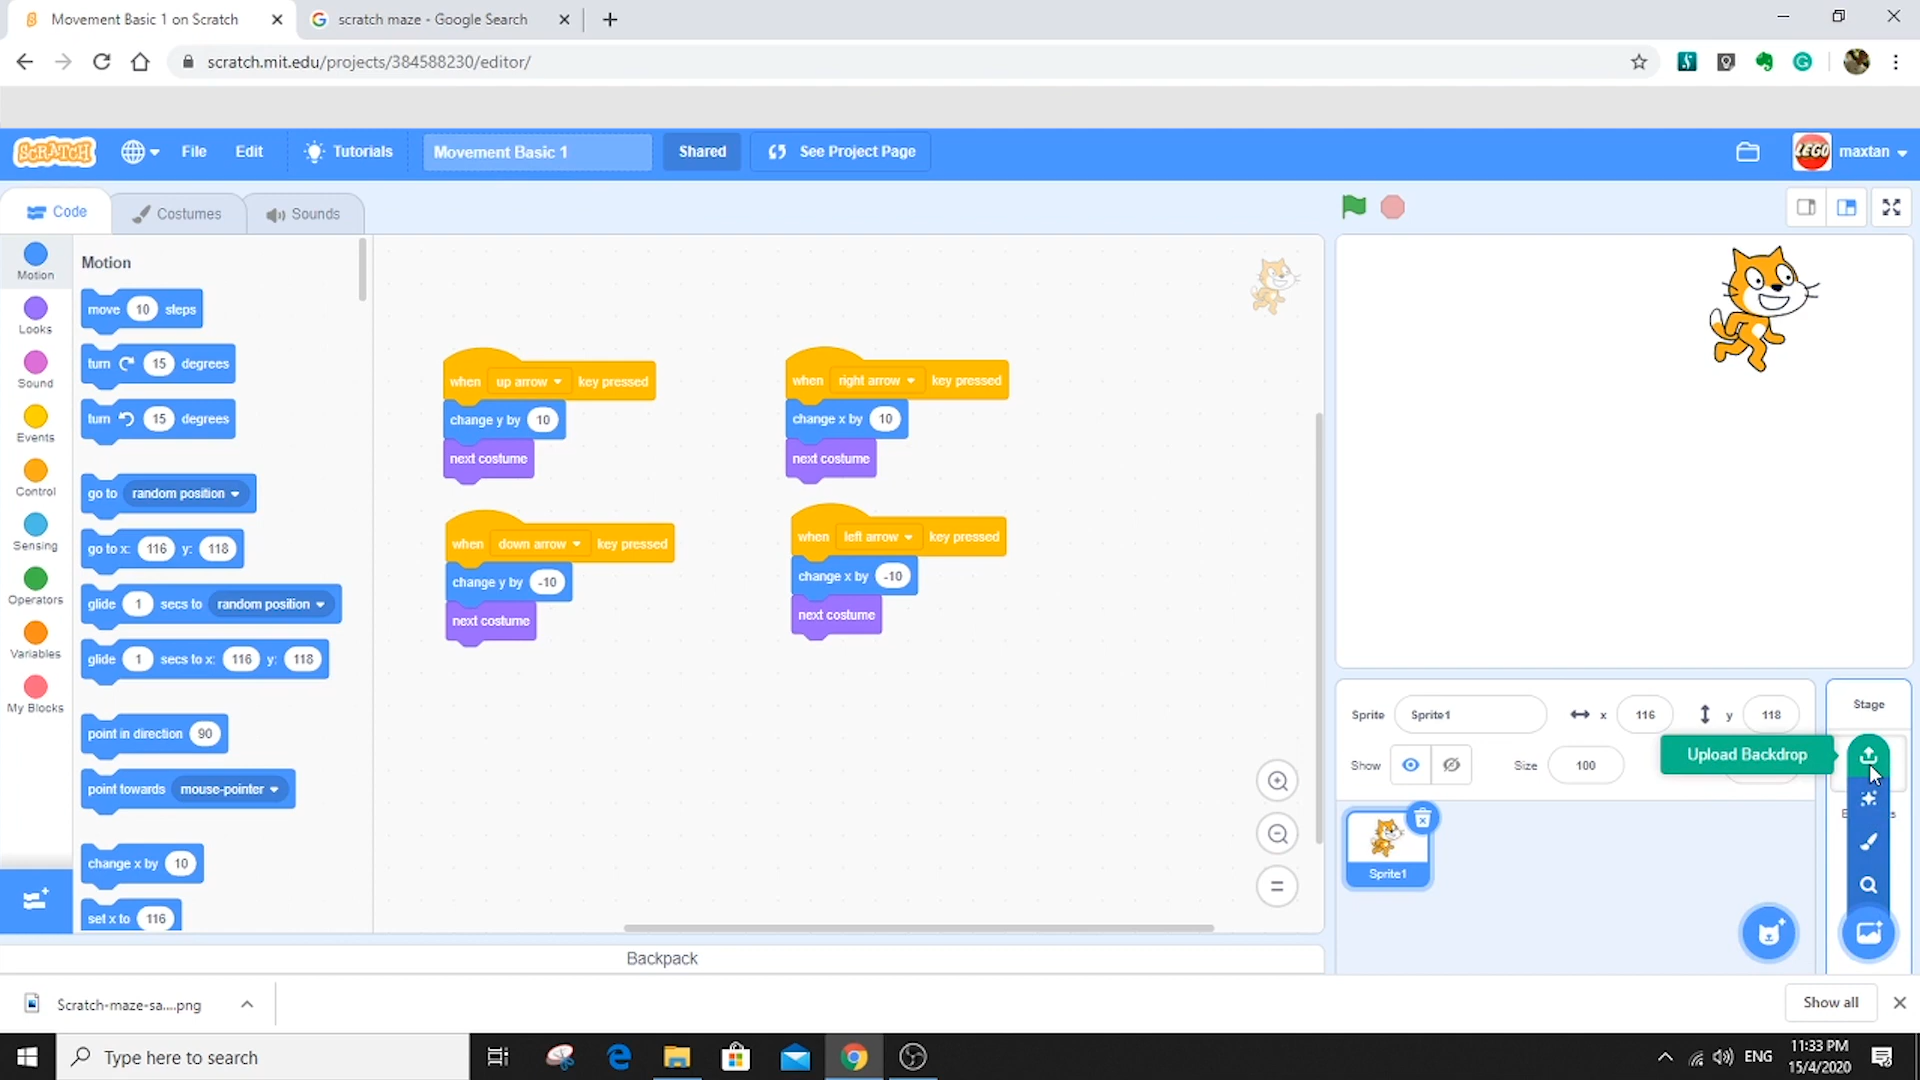 Movement Basic 1 on Scratch
scratch maze - Google Search
scratch.mit.edu/projects/384588230/editor/
SCRATCH
File
Edit
Tutorials
Movement Basic 1
Shared
See Project Page
LEGO
maxtan
Code
Costumes
Sounds
Motion
Looks
Sound
Events
Control
Sensing
Operators
Variables
My Blocks
Motion
move 10 steps
turn 15 degrees
turn 15 degrees
go to random position
go to x: 116 y: 118
glide 1 secs to random position
glide 1 secs to x: 116 y: 118
point in direction 90
point towards mouse-pointer
change x by 10
set x to 116
when up arrow key pressed
change y by 10
next costume
when right arrow key pressed
change x by 10
next costume
when down arrow key pressed
change y by -10
next costume
when left arrow key pressed
change x by -10
next costume
Backpack
Sprite Sprite1 x 116 y 118
Show Size 100
Sprite1
Stage
Upload Backdrop
Scratch-maze-sa....png
Show all
Type here to search
ENG
11:33 PM
15/4/2020